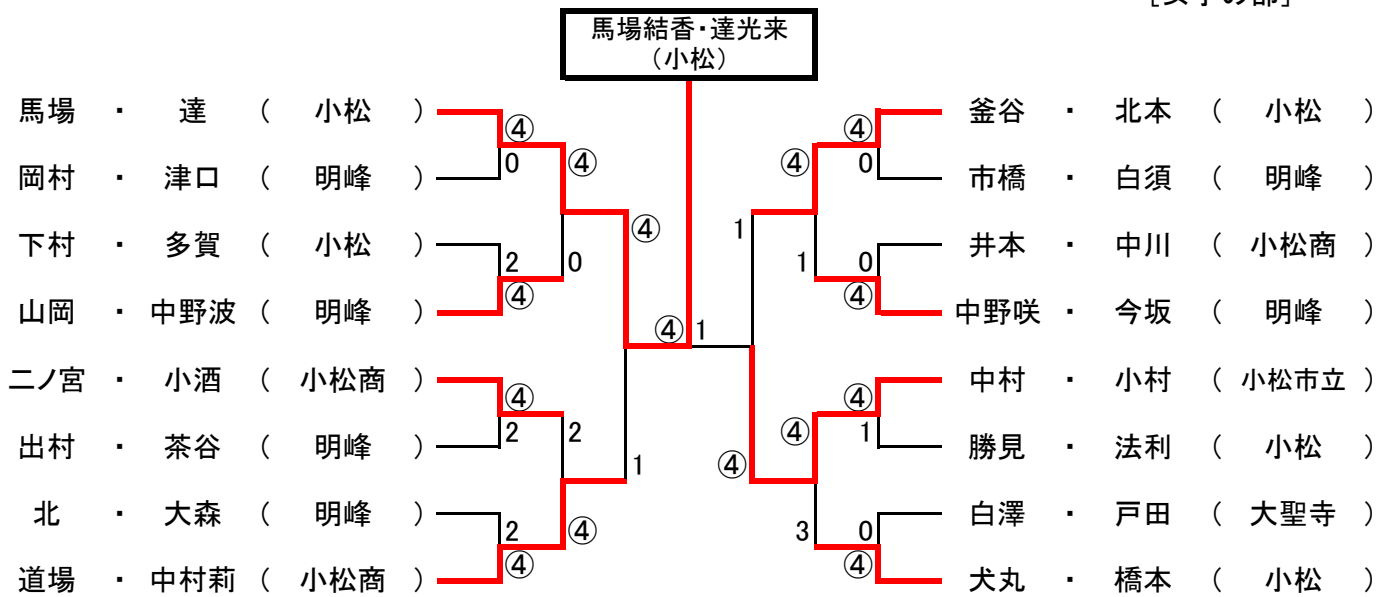 [女子の部]
馬場結香・達光来
（小松）
馬場 ・ 達 （ 小松 ）
岡村 ・ 津口 （ 明峰 ）
下村 ・ 多賀 （ 小松 ）
山岡 ・ 中野波 （ 明峰 ）
二ノ宮 ・ 小酒 （ 小松商 ）
出村 ・ 茶谷 （ 明峰 ）
北 ・ 大森 （ 明峰 ）
道場 ・ 中村莉 （ 小松商 ）
④
0
2
④
④
2
2
④
④
0
2
④
④
1
④
1
1
④
④
1
④
3
④
0
0
④
④
1
0
④
釜谷 ・ 北本 （ 小松 ）
市橋 ・ 白須 （ 明峰 ）
井本 ・ 中川 （ 小松商 ）
中野咲 ・ 今坂 （ 明峰 ）
中村 ・ 小村 （ 小松市立 ）
勝見 ・ 法利 （ 小松 ）
白澤 ・ 戸田 （ 大聖寺 ）
犬丸 ・ 橋本 （ 小松 ）